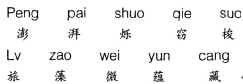 Peng pai shuo qie suo
澎 湃 烁 窃 梭
Lv zao wei yun cang
旅 藻 微 蕴 藏